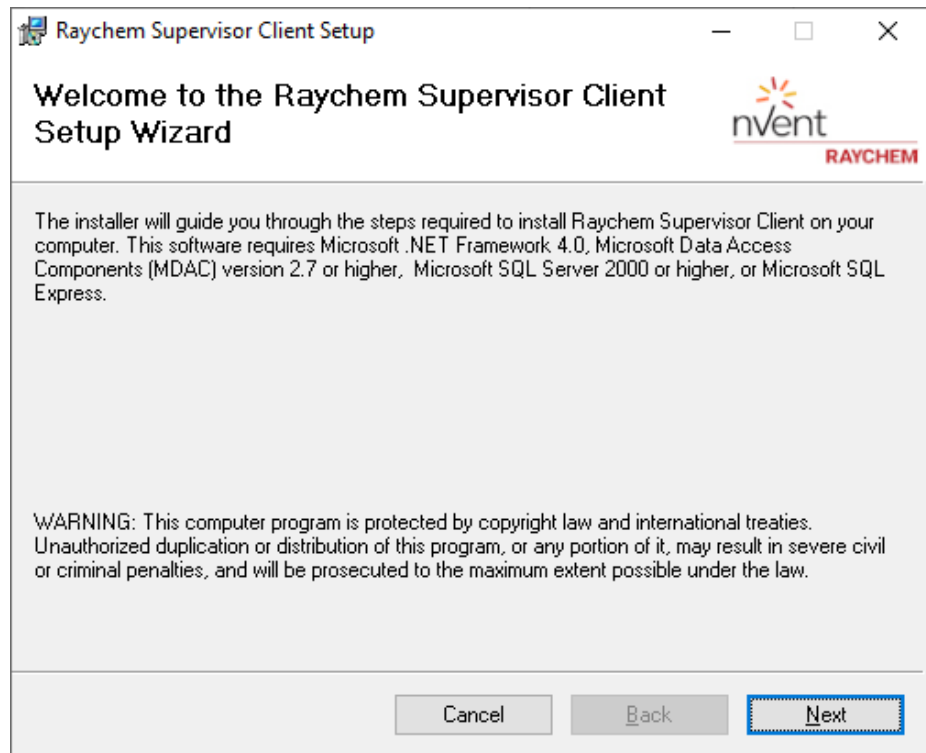 Raychem Supervisor Client Setup
Welcome to the Raychem Supervisor Client
Setup Wizard
nVent
RAYCHEM
The installer will guide you through the steps required to install Raychem Supervisor Client on your
computer. This software requires Microsoft .NET Framework 4.0, Microsoft Data Access
Components (MDAC) version 2.7 or higher,  Microsoft SQL Server 2000 or higher, or Microsoft SQL
Express.
WARNING: This computer program is protected by copyright law and international treaties.
Unauthorized duplication or distribution of this program, or any portion of it, may result in severe civil
or criminal penalties, and will be prosecuted to the maximum extent possible under the law.
Cancel Back Next